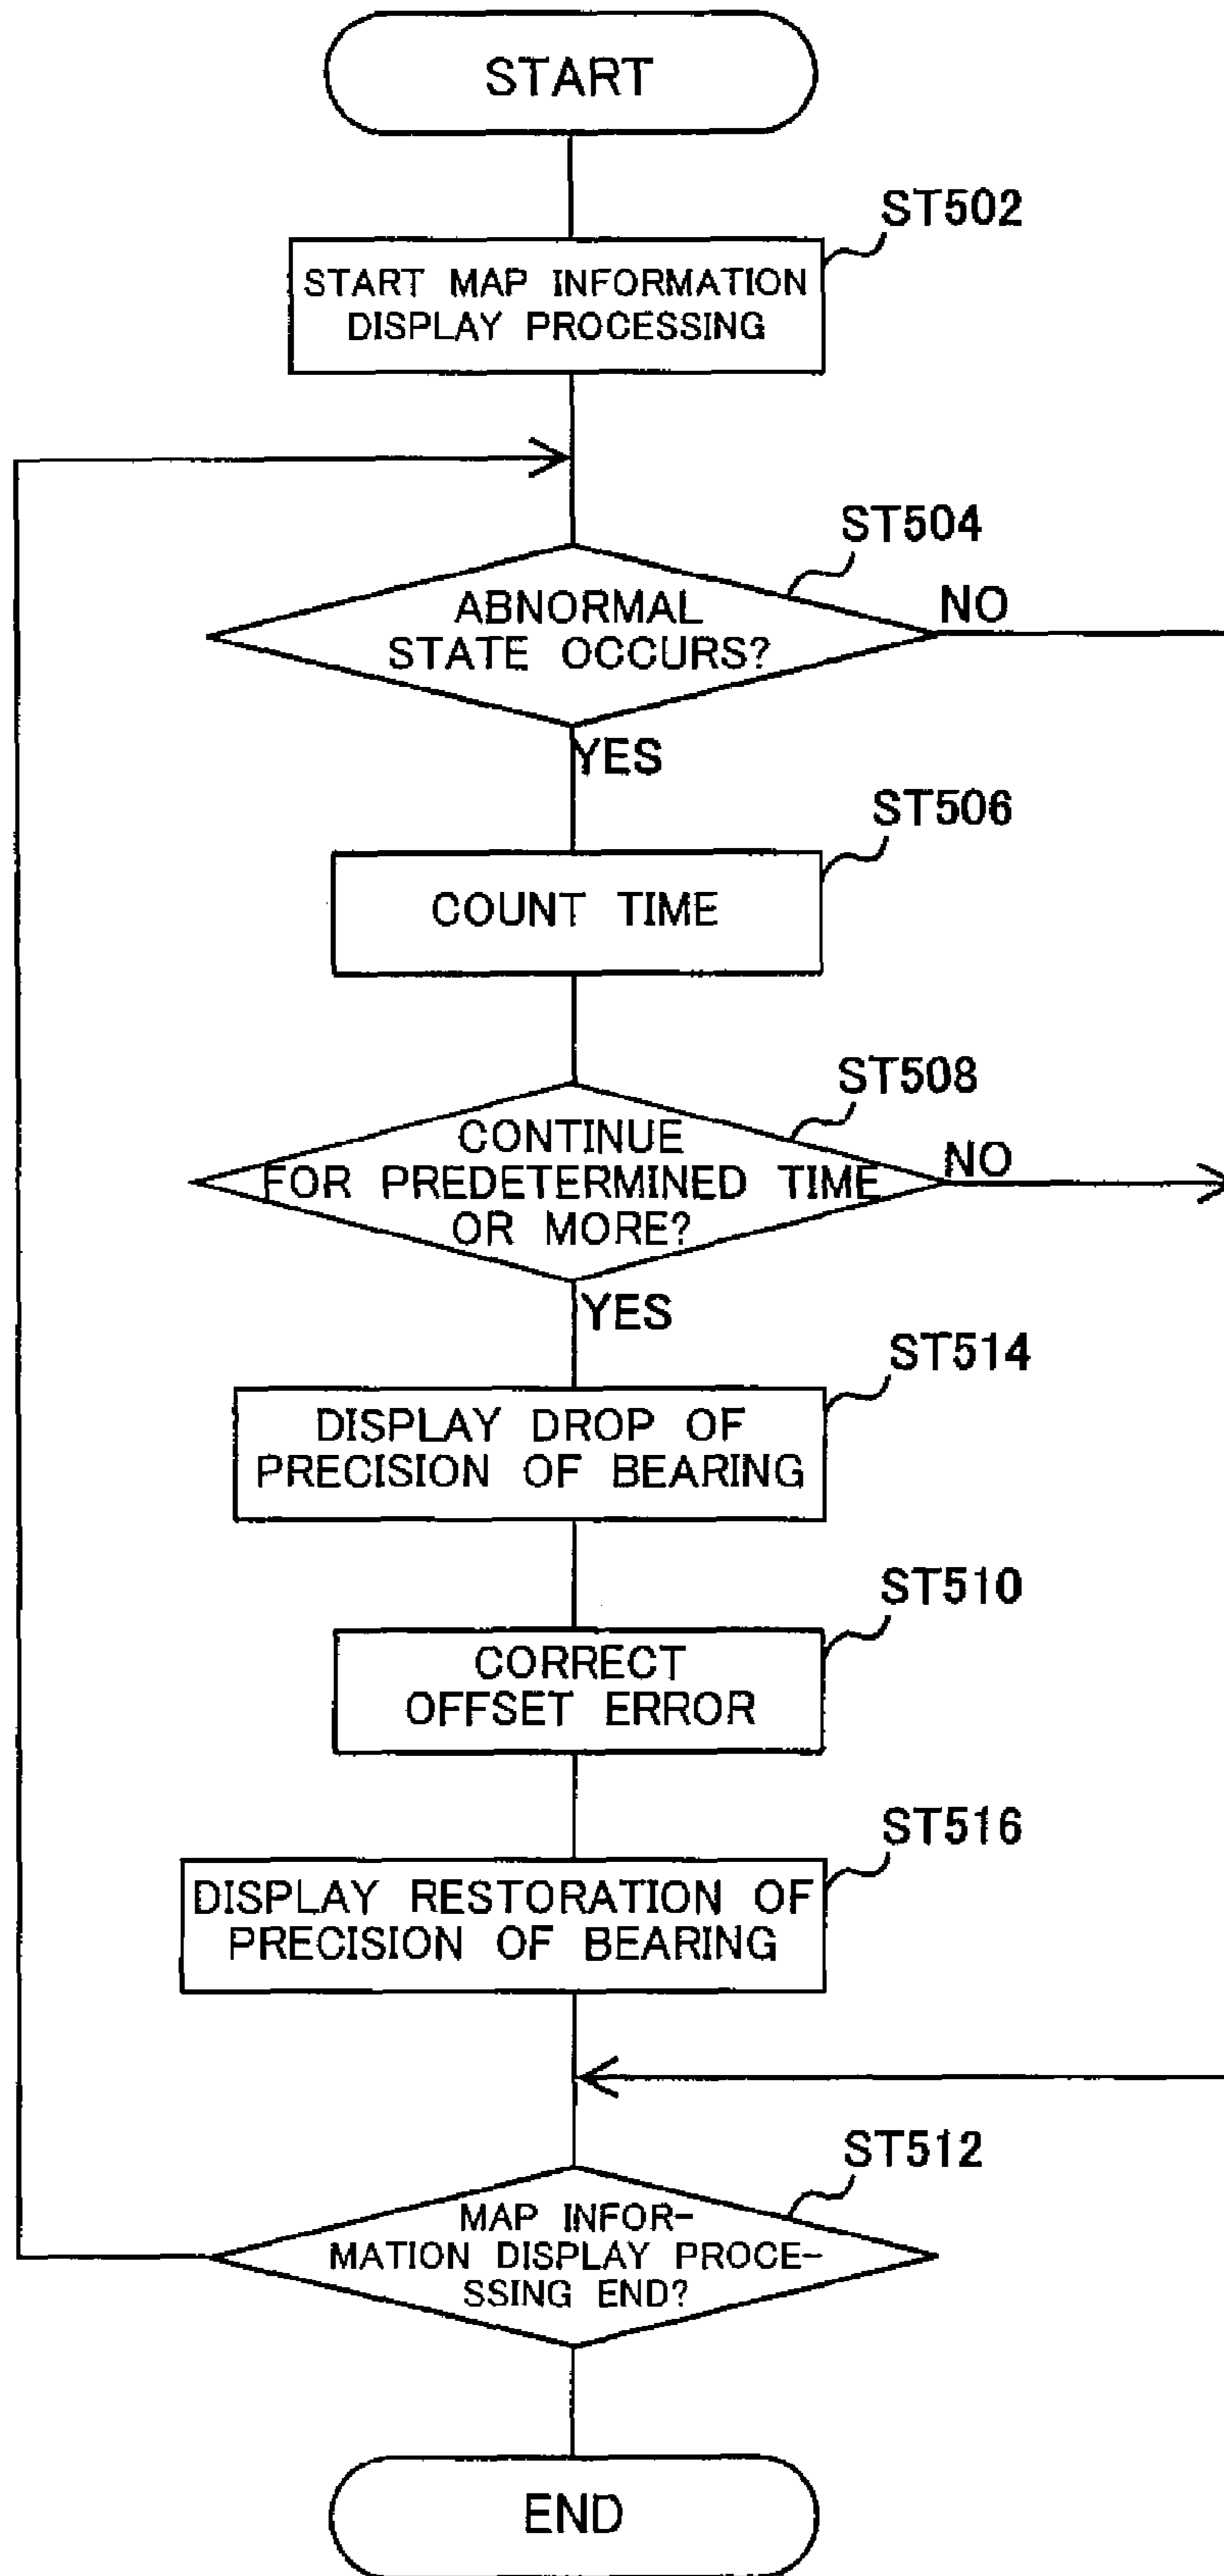 START
ST502
START MAP INFORMATION
DISPLAY PROCESSING
ST504
ABNORMAL
STATE OCCURS?
NO
YES
ST506
COUNT TIME
ST508
CONTINUE
FOR PREDETERMINED TIME
OR MORE?
NO
YES
ST514
DISPLAY DROP OF
PRECISION OF BEARING
ST510
CORRECT
OFFSET ERROR
ST516
DISPLAY RESTORATION OF
PRECISION OF BEARING
ST512
MAP INFOR-
MATION DISPLAY PROCE-
SSING END?
END